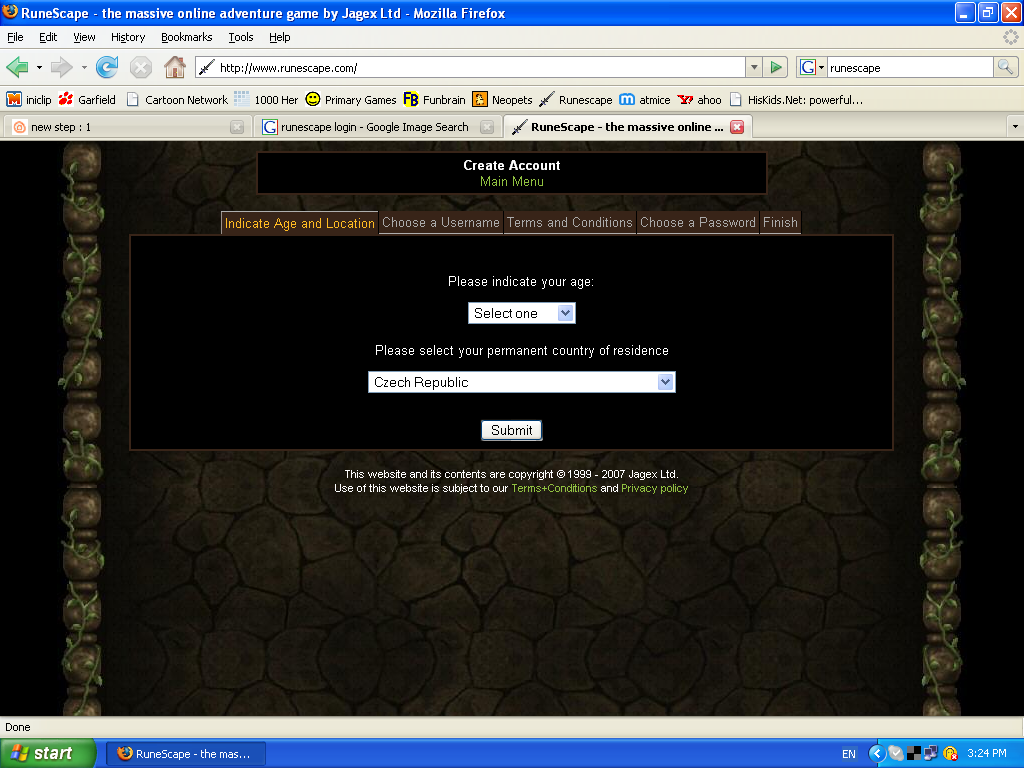 RuneScape - the massive online adventure game by Jagex Ltd - Mozilla Firefox
File Edit View History Bookmarks Tools Help
http://www.runescape.com/ G runescape
iniclip Garfield Cartoon Network 1000 Her Primary Games Funbrain Neopets Runescape atmice ahoo HisKids.Net: powerful...
new step : 1 runescape login - Google Image Search RuneScape - the massive online ...
Create Account
Main Menu
Indicate Age and Location Choose a Username Terms and Conditions Choose a Password Finish
Please indicate your age:
Select one
Please select your permanent country of residence
Czech Republic
Submit
This website and its contents are copyright © 1999 - 2007 Jagex Ltd.
Use of this website is subject to our Terms+Conditions and Privacy policy
Done
start RuneScape - the mas... EN 3:24 PM